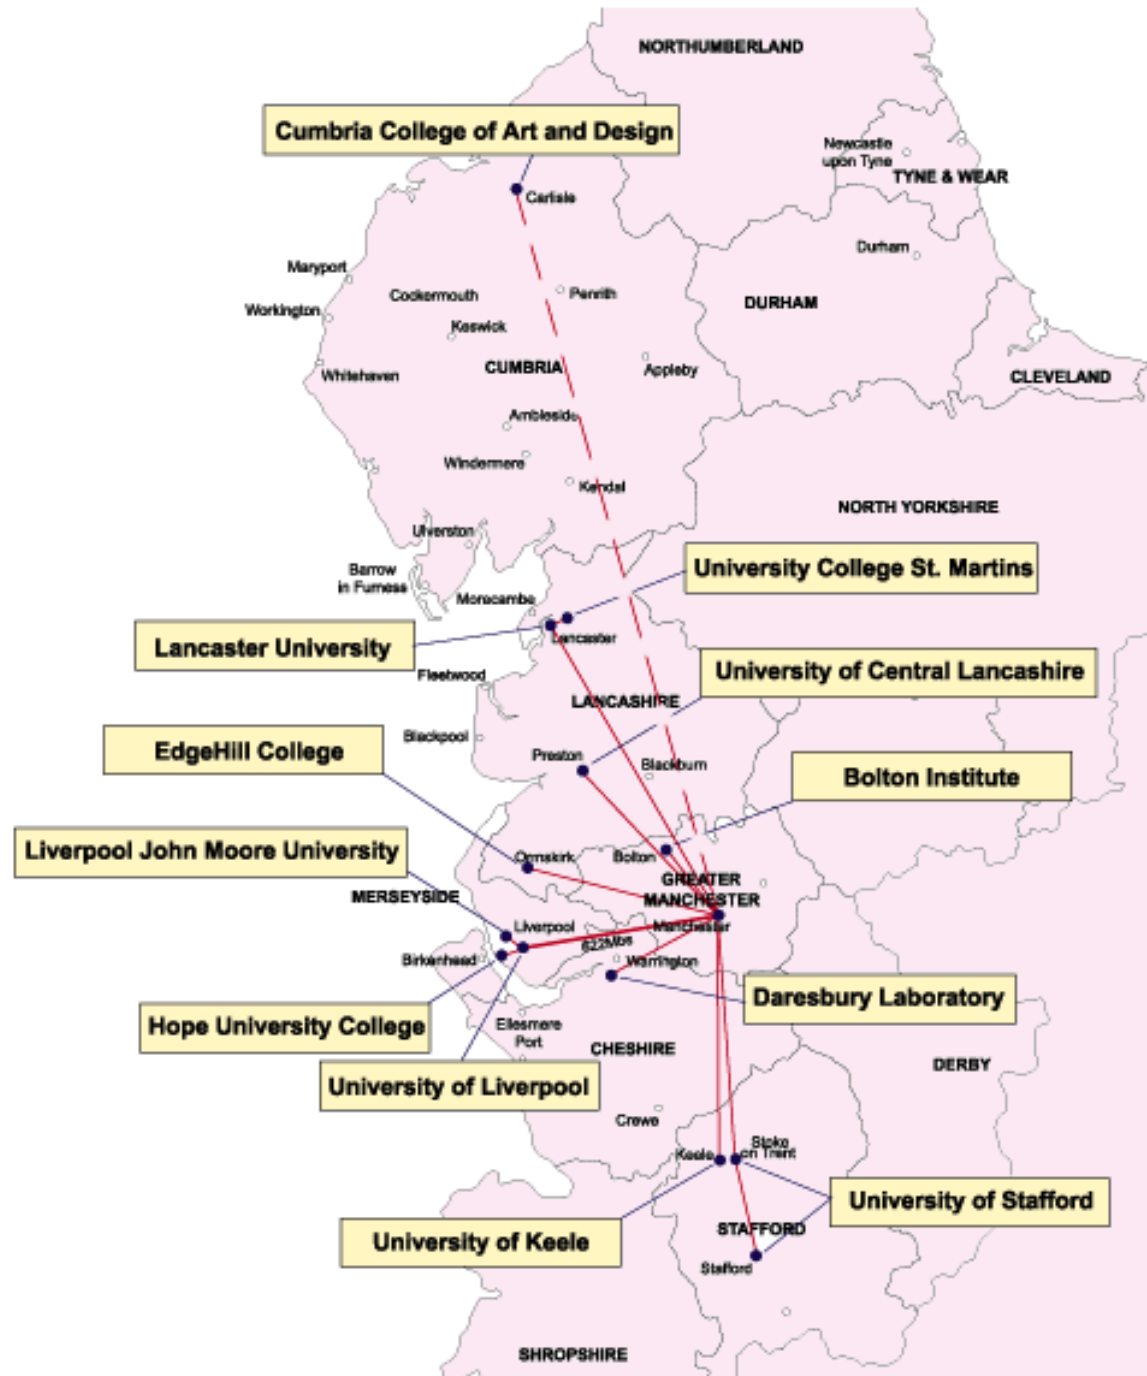 NORTHUMBERLAND
Cumbria College of Art and Design
Newcastle
upon Tyne
TYNE & WEAR
Carlisle
Durham
Maryport
Cockermouth
Penrith
DURHAM
Workington
Keswick
CUMBRIA
Appleby
Whitehaven
CLEVELAND
Ambleside
Windermere
Kendal
NORTH YORKSHIRE
Ulverston
Barrow
in Furness
University College St. Martins
Morecambe
Lancaster
Lancaster University
Fleetwood
University of Central Lancashire
LANCASHIRE
Blackpool
EdgeHill College
Preston
Blackburn
Bolton Institute
Liverpool John Moore University
Ormskirk
Bolton
GREATER
MANCHESTER
MERSEYSIDE
Liverpool
Manchester
622Mbs
Birkenhead
Warrington
Daresbury Laboratory
Hope University College
Ellesmere
Port
CHESHIRE
DERBY
University of Liverpool
Crewe
Keele
Stoke
on Trent
University of Stafford
University of Keele
STAFFORD
Stafford
SHROPSHIRE